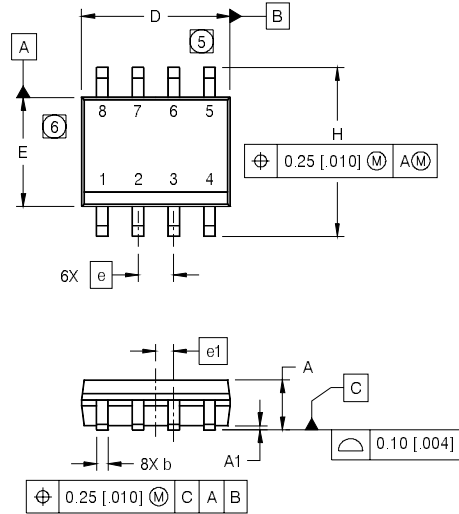 D
B
5
A
8 7 6 5
6
E
H
⌖ 0.25 [.010] Ⓜ AⓂ
1 2 3 4
6X e
e1
A
C
⌓ 0.10 [.004]
8X b
A1
⌖ 0.25 [.010] Ⓜ C A B